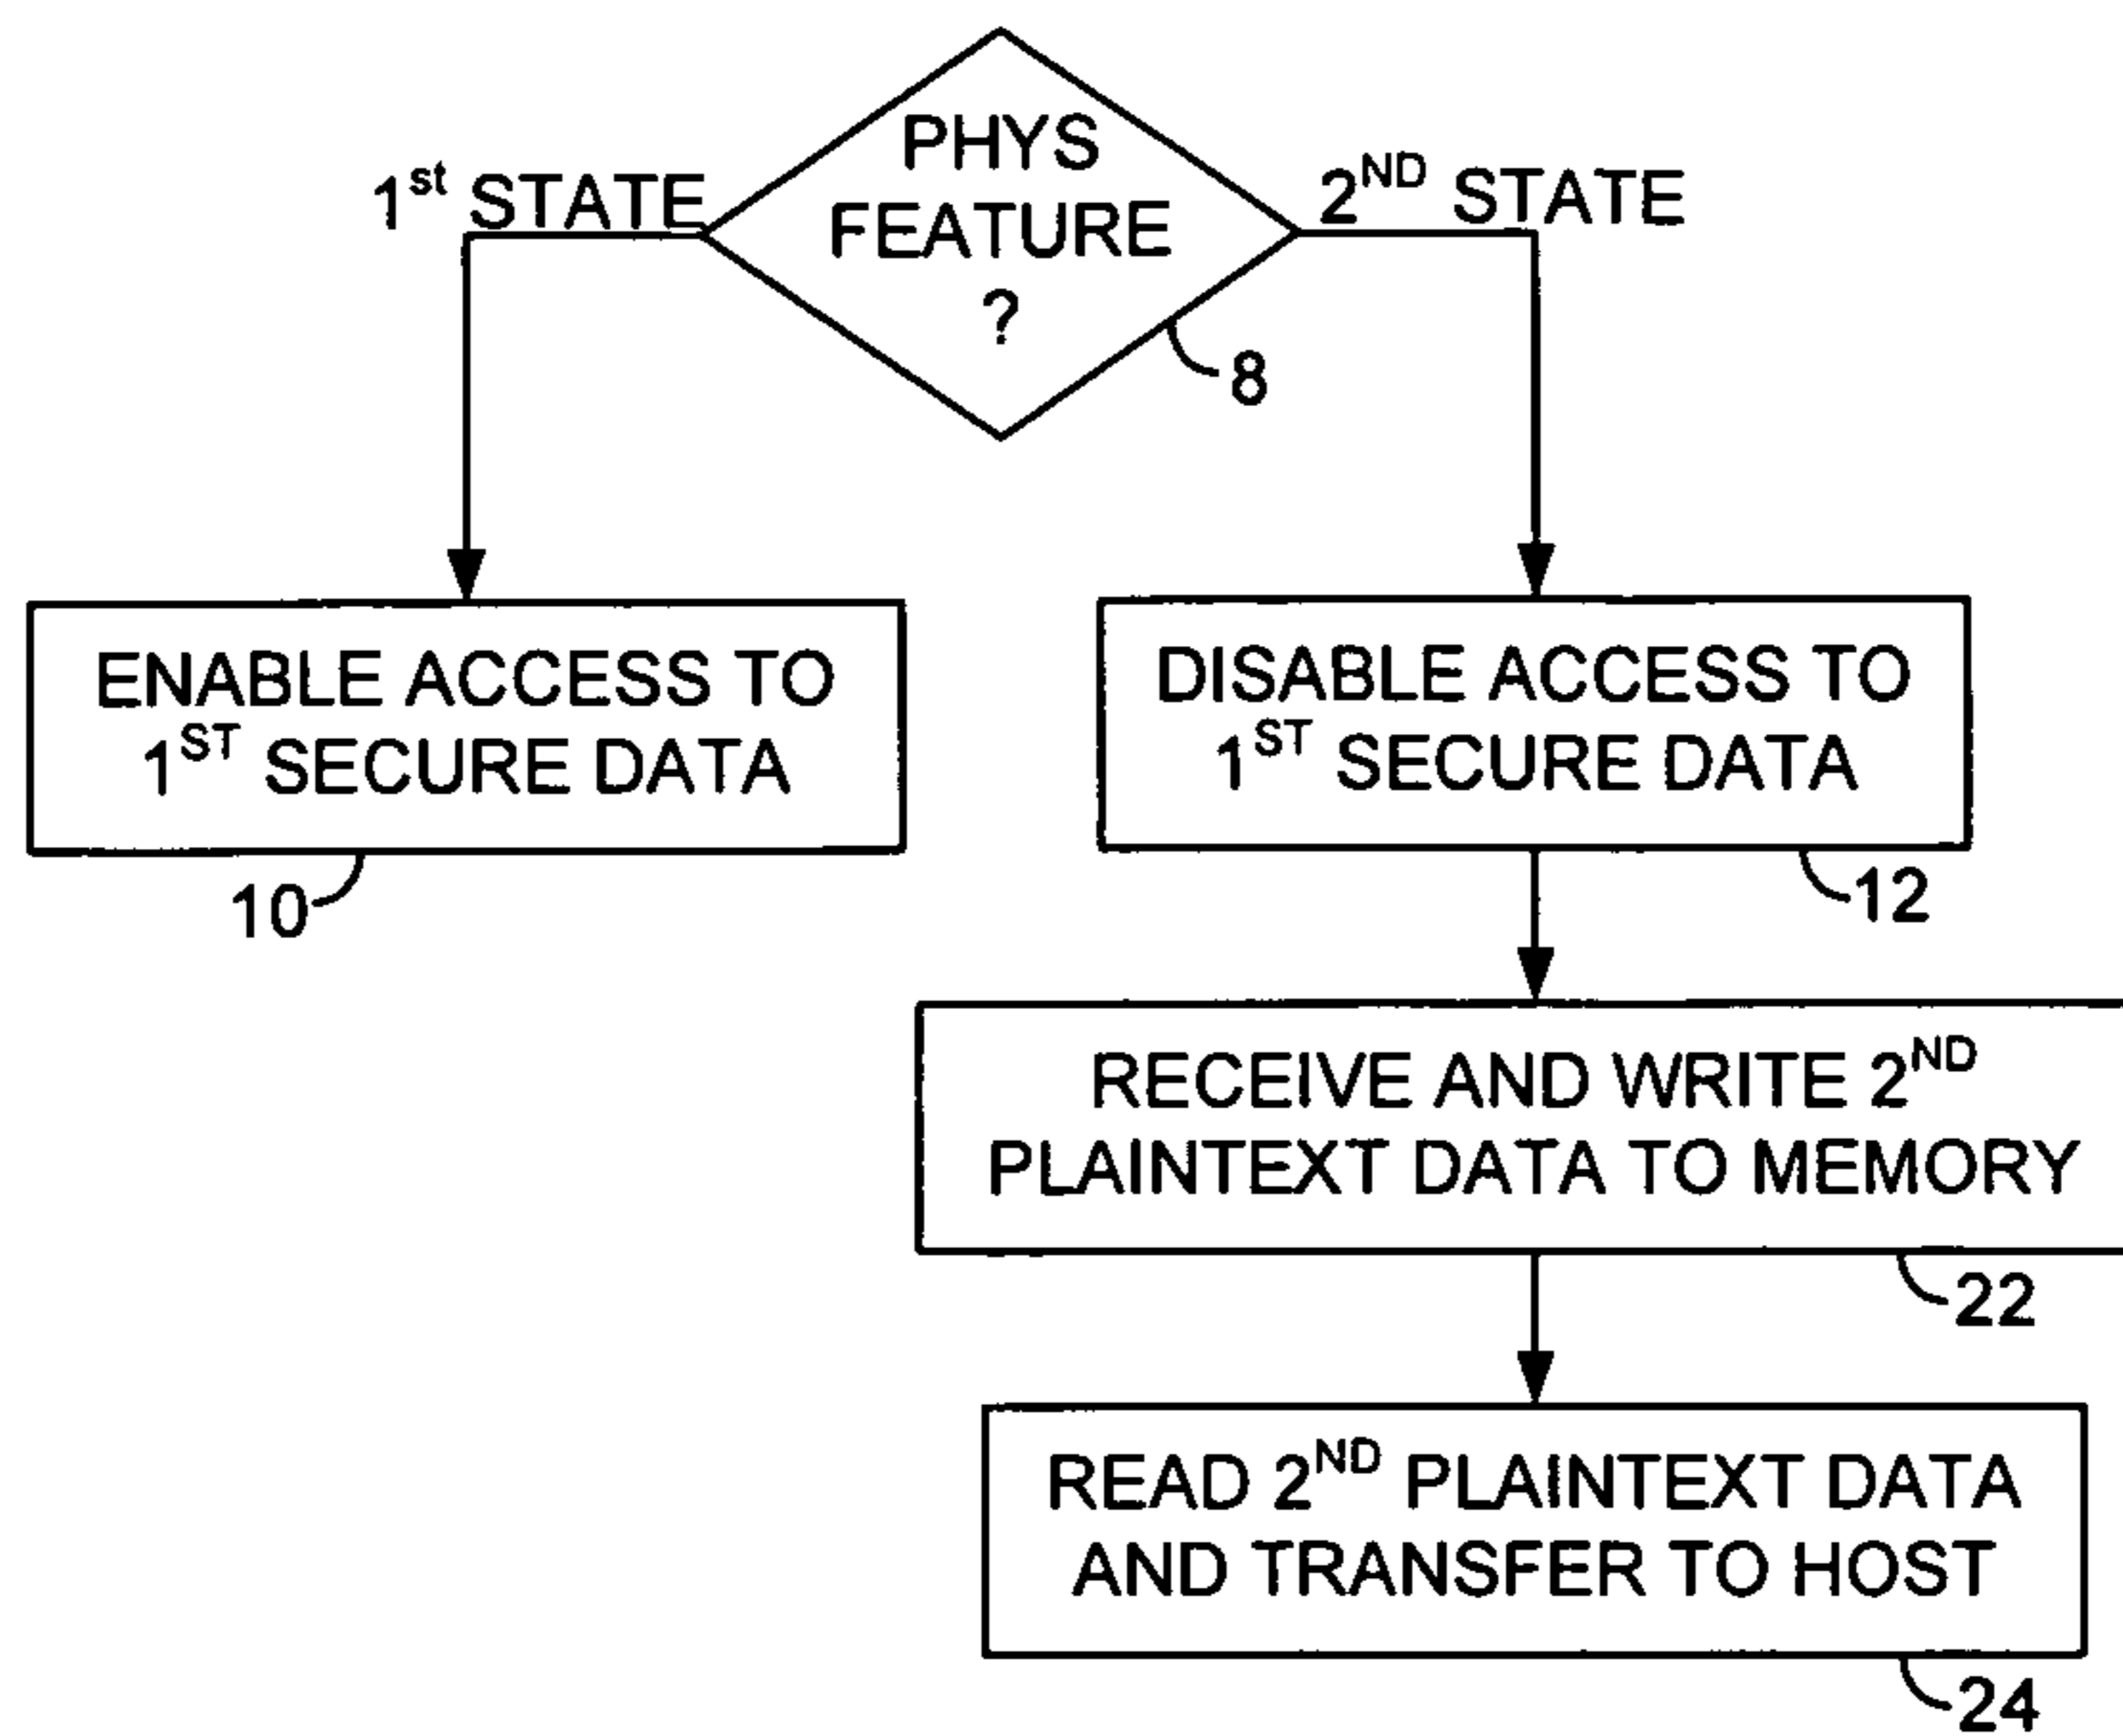 PHYS
FEATURE
?
1st STATE
2ND STATE
8
ENABLE ACCESS TO
1ST SECURE DATA
10
DISABLE ACCESS TO
1ST SECURE DATA
12
RECEIVE AND WRITE 2ND
PLAINTEXT DATA TO MEMORY
22
READ 2ND PLAINTEXT DATA
AND TRANSFER TO HOST
24